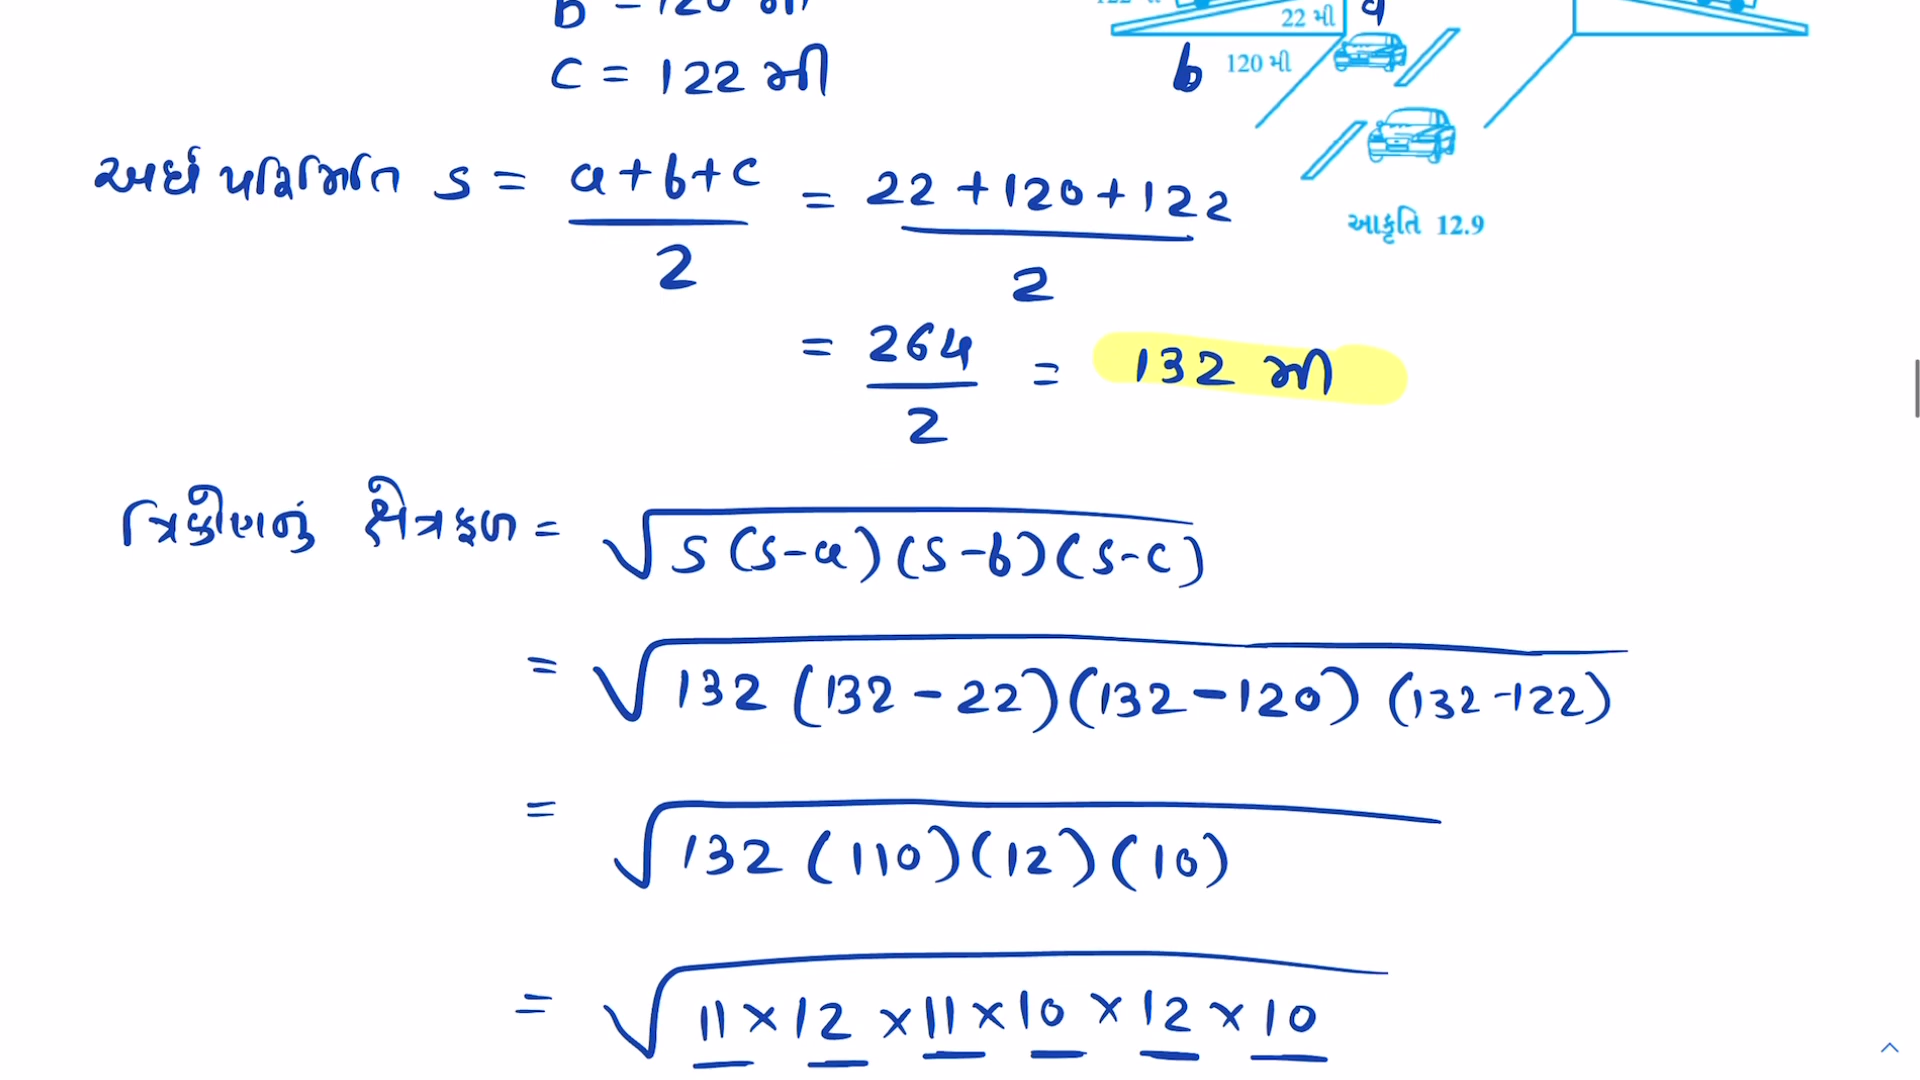 b = 120 મી
22 મી
a
c = 122 મી
b 120 મી
અર્ધ પરિમિતિ s = a+b+c / 2 = 22+120+122 / 2
આકૃતિ 12.9
= 264 / 2 = 132 મી
ત્રિકોણનું ક્ષેત્રફળ = √ s(s-a)(s-b)(s-c)
= √ 132 (132-22)(132-120)(132-122)
= √ 132 (110)(12)(10)
= √ 11×12×11×10×12×10